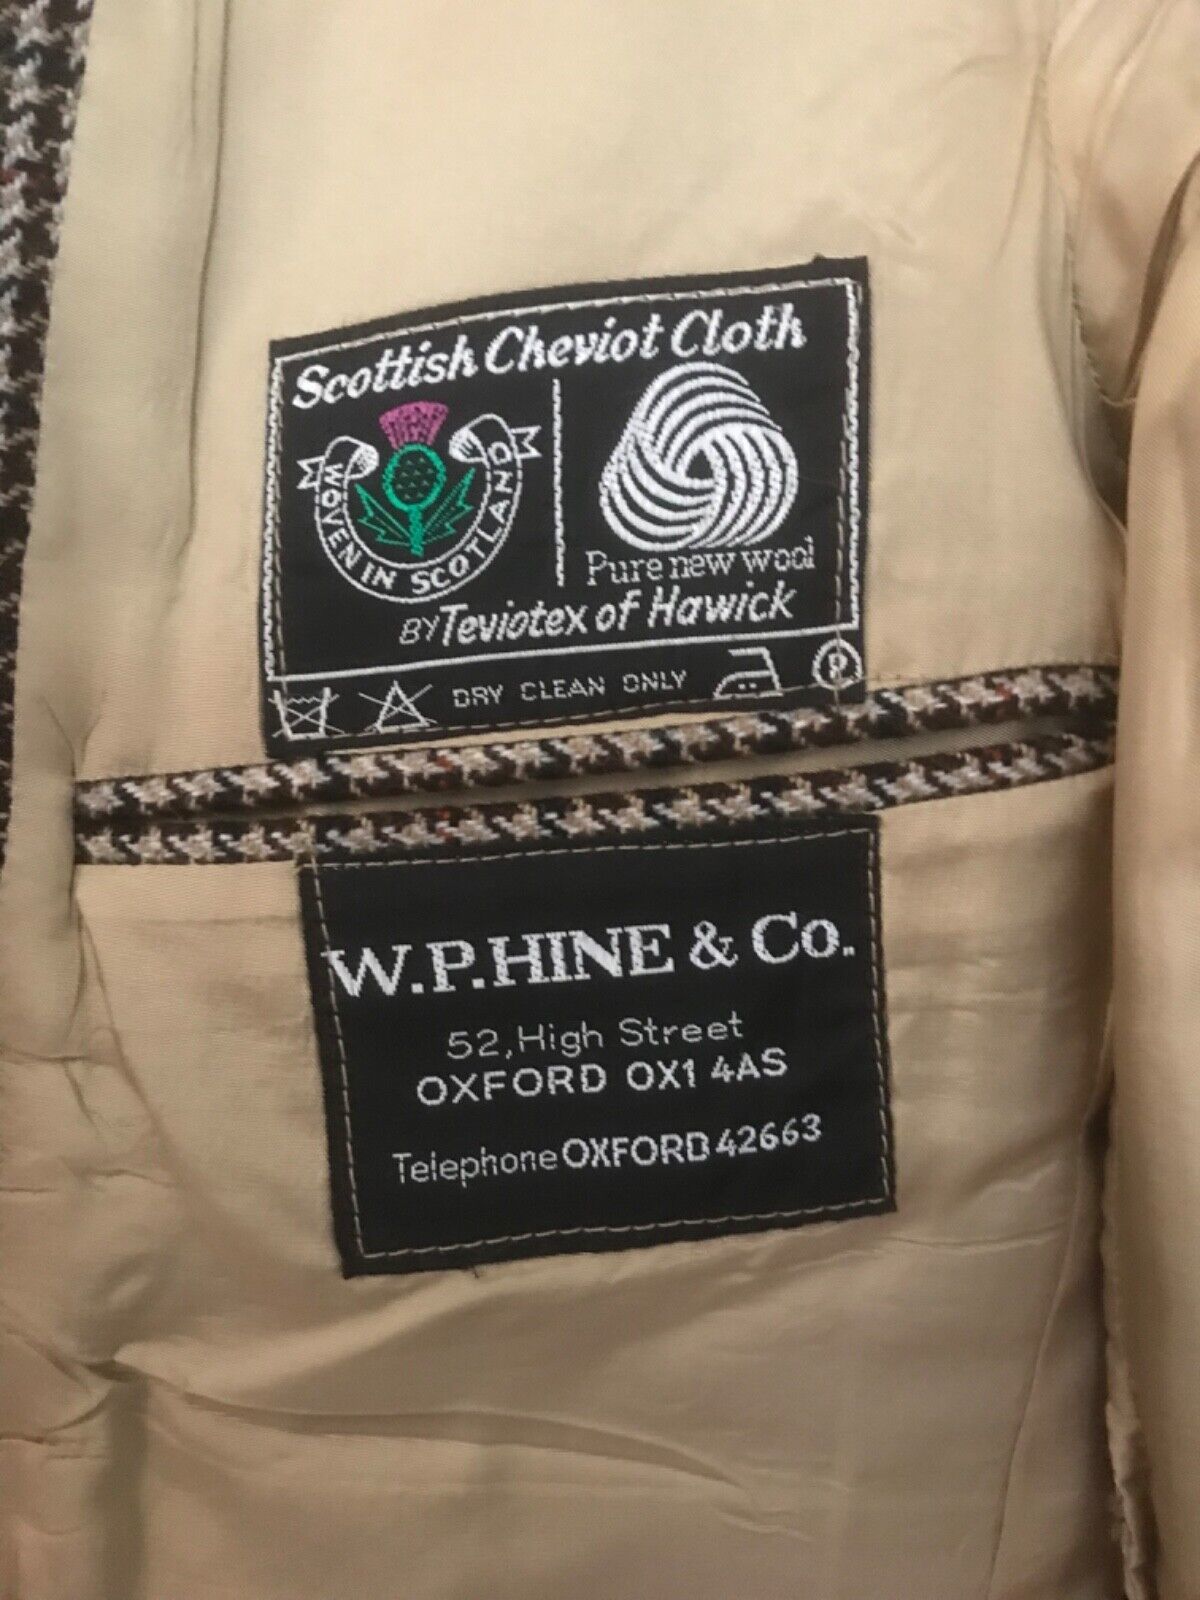 Scottish Cheviot Cloth
WOVEN IN SCOTLAND
Pure new wool
BY Teviotex of Hawick
DRY CLEAN ONLY
R
W.P.HINE & Co.
52, High Street
OXFORD OX1 4AS
Telephone OXFORD 42663